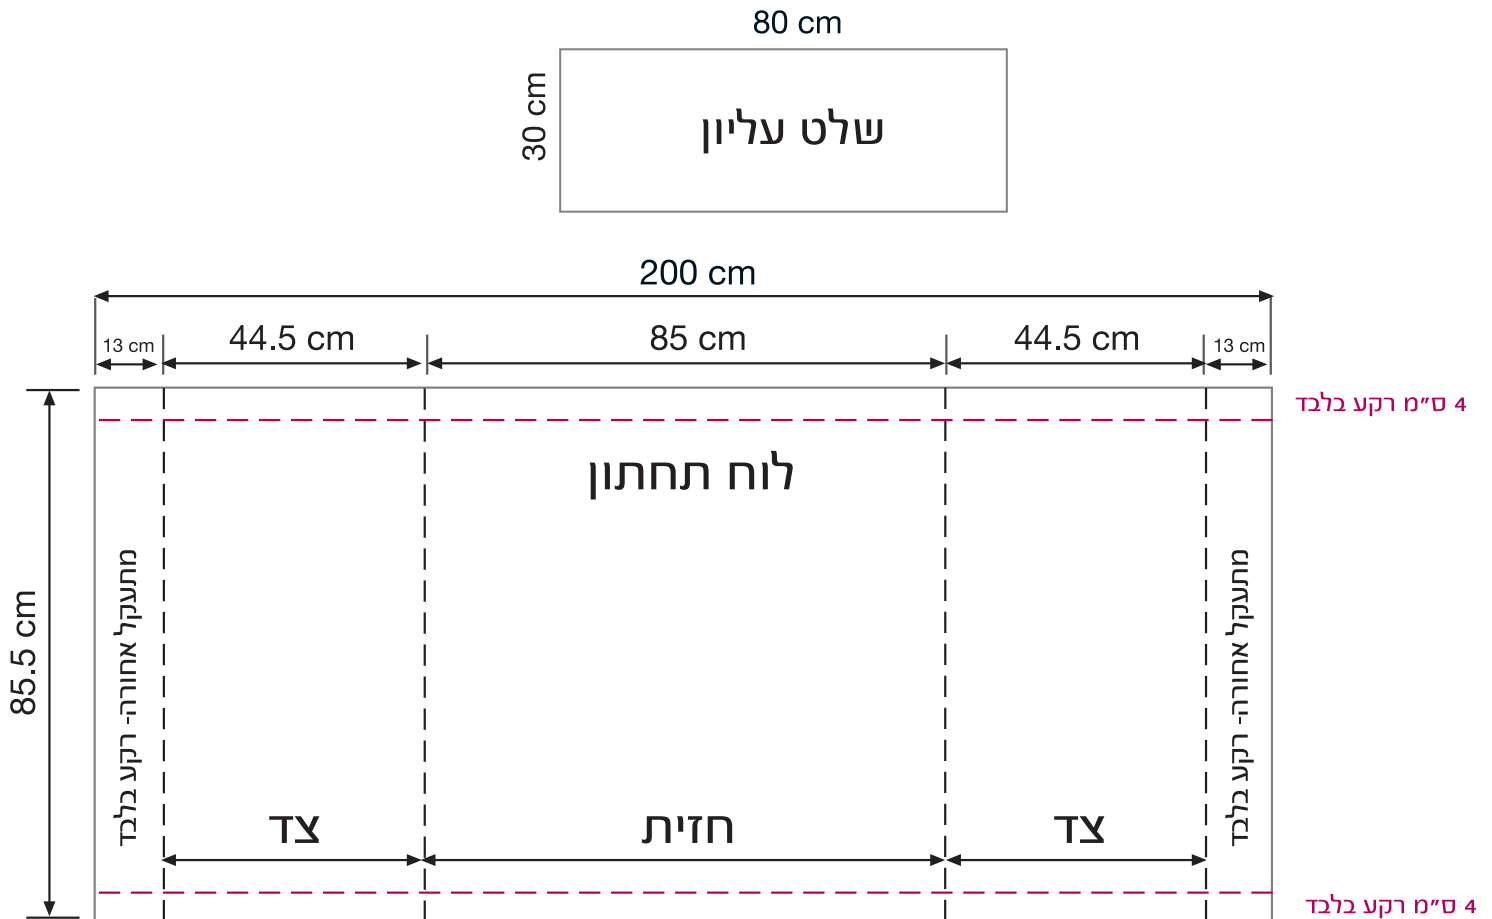 80 cm
30 cm
שלט עליון
200 cm
13 cm
44.5 cm
85 cm
44.5 cm
13 cm
4 ס"מ רקע בלבד
לוח תחתון
85.5 cm
מתעקל אחורה- רקע בלבד
מתעקל אחורה- רקע בלבד
צד
חזית
צד
4 ס"מ רקע בלבד